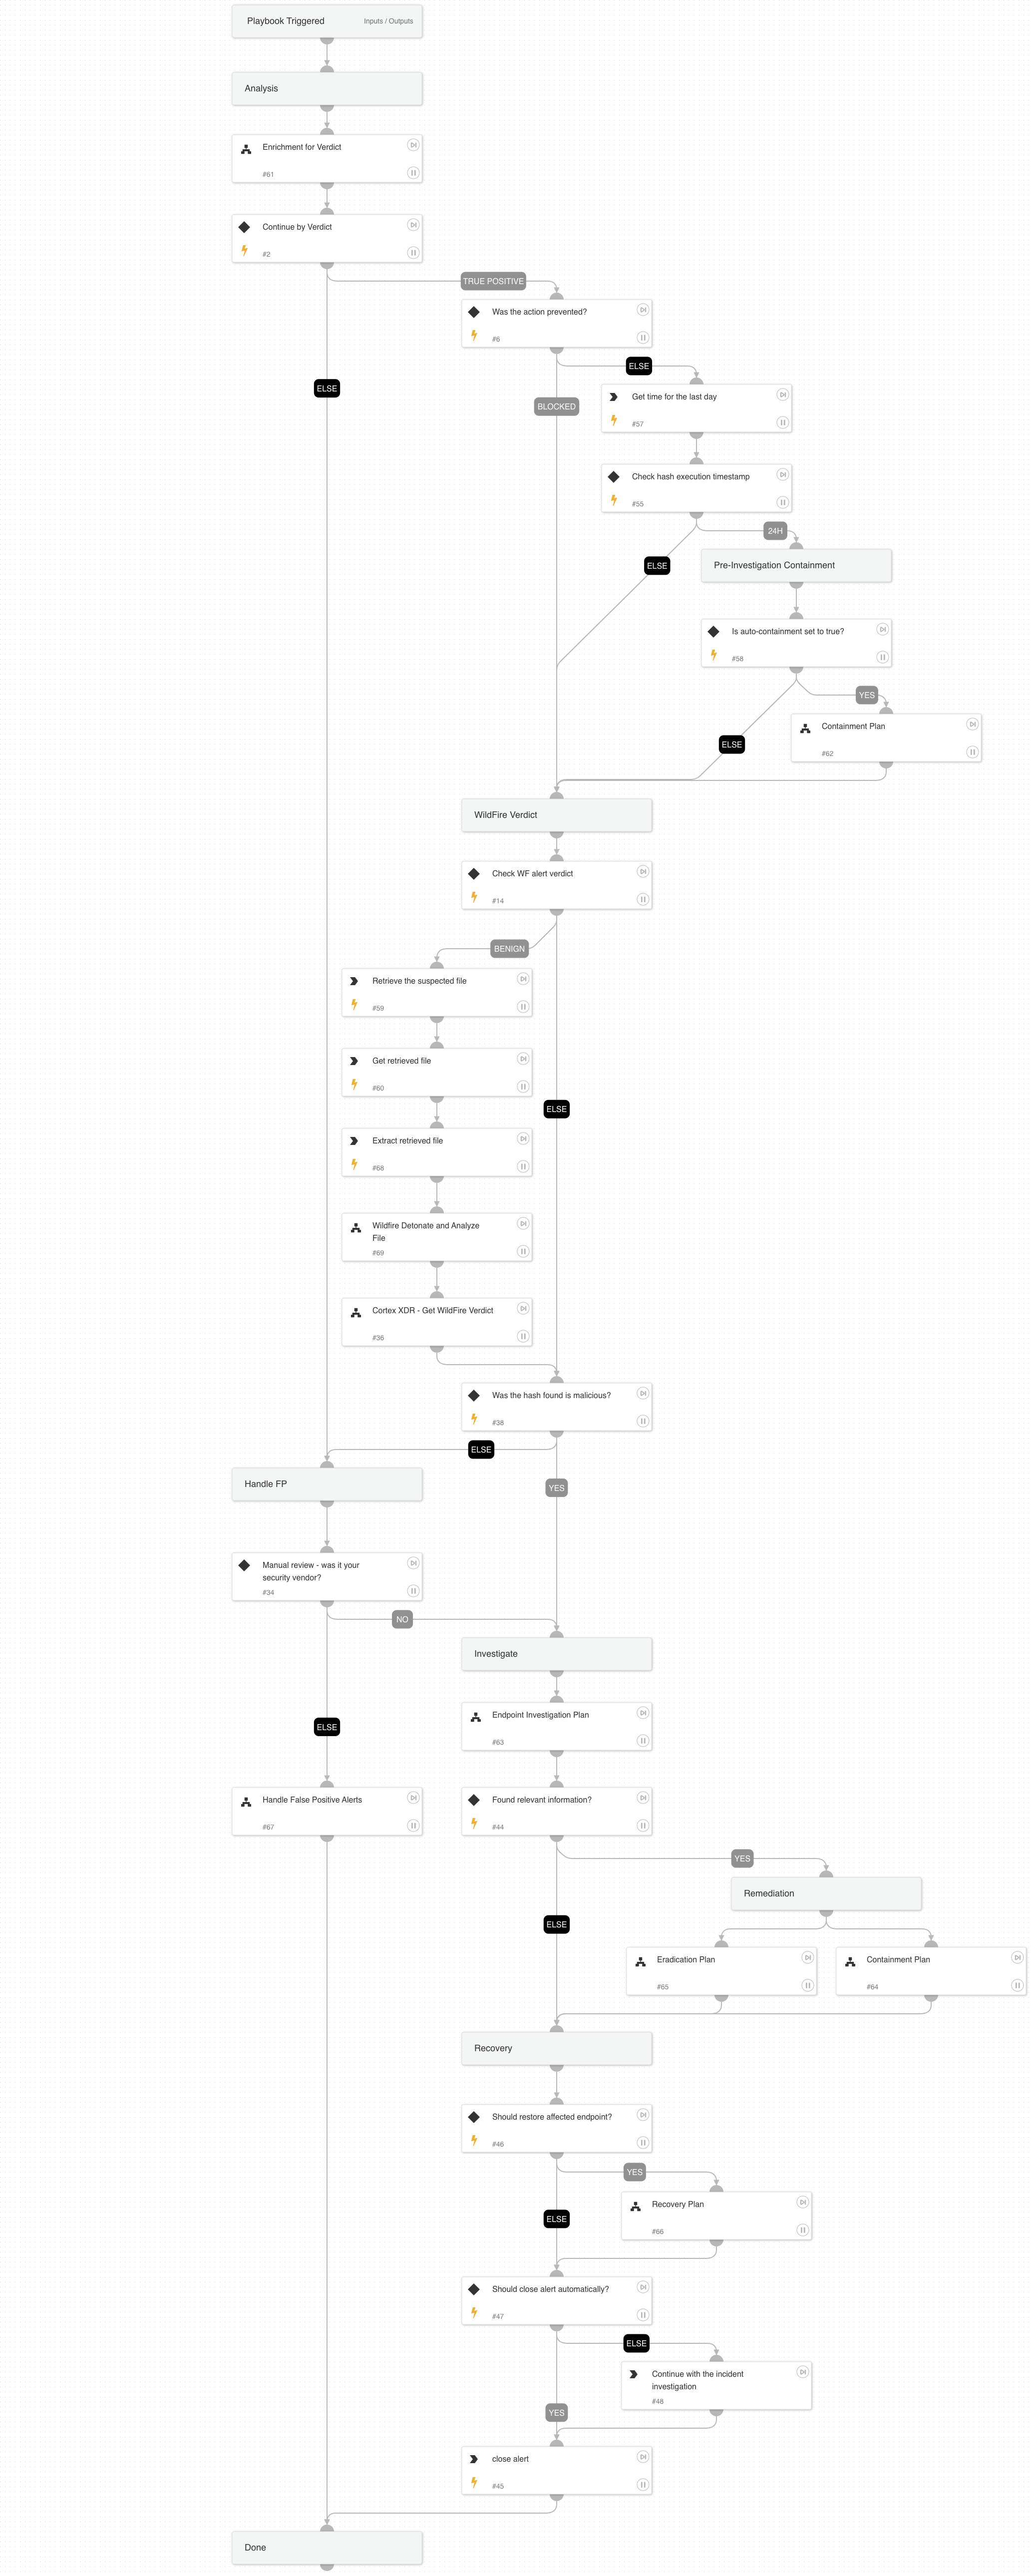 Playbook Triggered
Inputs / Outputs
Analysis
Enrichment for Verdict
#61
Continue by Verdict
#2
TRUE POSITIVE
Was the action prevented?
#6
ELSE
ELSE
Get time for the last day
BLOCKED
#57
Check hash execution timestamp
#55
24H
ELSE
Pre-Investigation Containment
Is auto-containment set to true?
#58
YES
Containment Plan
ELSE
#62
WildFire Verdict
Check WF alert verdict
#14
BENIGN
Retrieve the suspected file
#59
Get retrieved file
#60
ELSE
Extract retrieved file
#68
Wildfire Detonate and Analyze
File
#69
Cortex XDR - Get WildFire Verdict
#36
Was the hash found is malicious?
#38
ELSE
Handle FP
YES
Manual review - was it your
security vendor?
#34
NO
Investigate
Endpoint Investigation Plan
ELSE
#63
Handle False Positive Alerts
#67
Found relevant information?
#44
YES
Remediation
ELSE
Eradication Plan
#65
Containment Plan
#64
Recovery
Should restore affected endpoint?
#46
YES
Recovery Plan
ELSE
#66
Should close alert automatically?
#47
ELSE
Continue with the incident
investigation
#48
YES
close alert
#45
Done